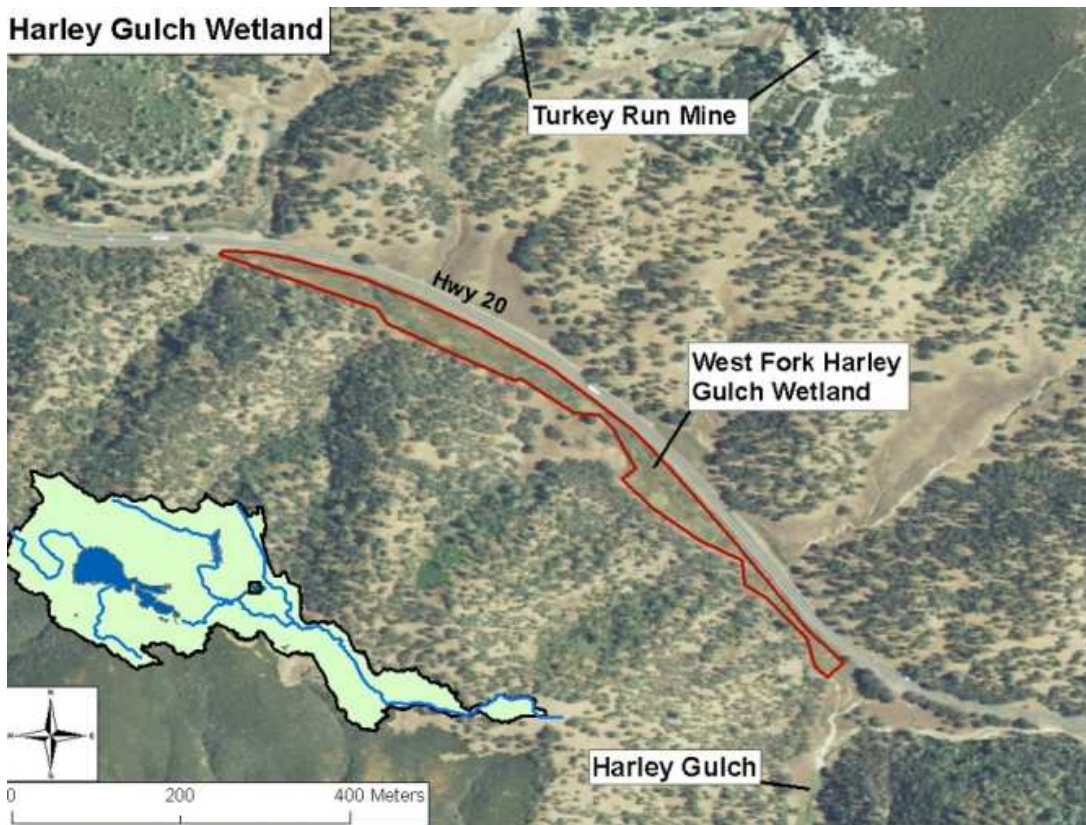 Harley Gulch Wetland
Turkey Run Mine
Hwy 20
West Fork Harley
Gulch Wetland
N
E
S
Harley Gulch
0 200 400 Meters